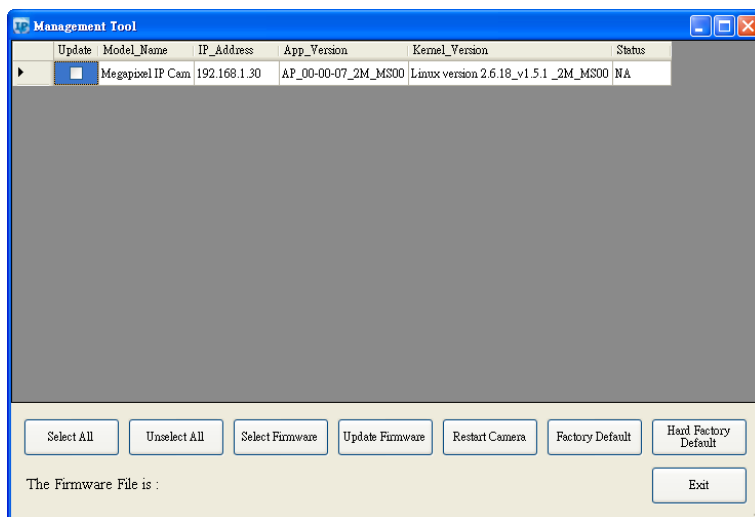 IP Management Tool
Update Model_Name IP_Address App_Version Kernel_Version Status
Megapixel IP Cam 192.168.1.30 AP_00-00-07_2M_MS00 Linux version 2.6.18_v1.5.1 _2M_MS00 NA
Select All Unselect All Select Firmware Update Firmware Restart Camera Factory Default Hard Factory
Default
The Firmware File is :
Exit